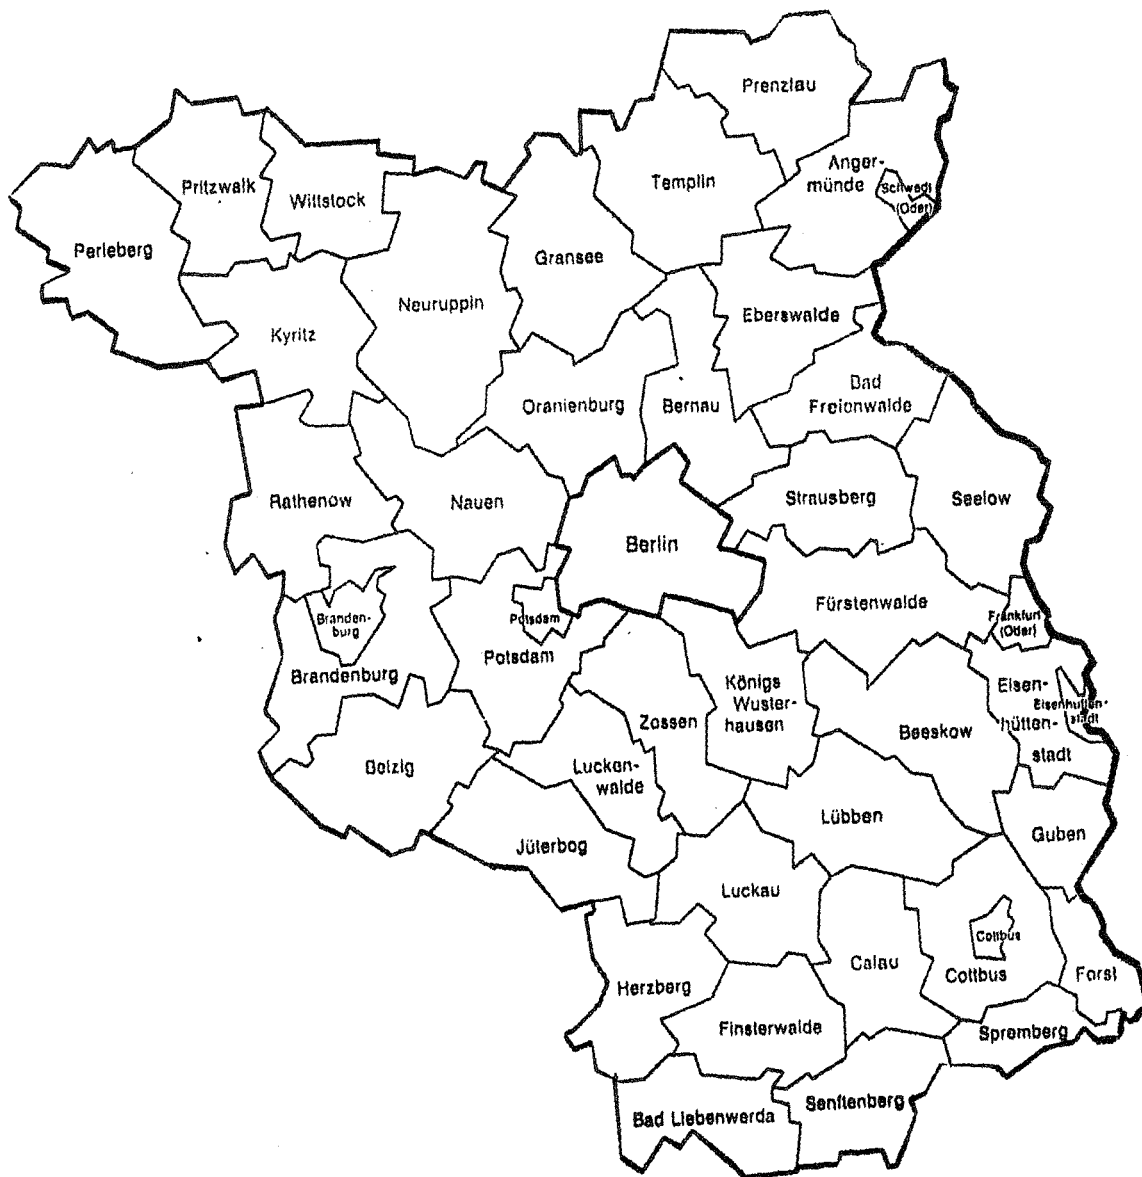 Prenzlau
Anger-
münde
Schwedt
(Oder)
Templin
Pritzwalk
Wittstock
Perleberg
Gransee
Neuruppin
Eberswalde
Kyritz
Bad
Freienwalde
Oranienburg
Bernau
Rathenow
Nauen
Strausberg
Seelow
Berlin
Fürstenwalde
Frankfurt
(Oder)
Branden-
burg
Potsdam
Potsdam
Brandenburg
Königs
Wuster-
hausen
Zossen
Beeskow
Eisen-
hütten-
stadt
Eisenhütten-
stadt
Belzig
Lucken-
walde
Lübben
Guben
Jüterbog
Luckau
Cottbus
Cottbus
Calau
Forst
Herzberg
Finsterwalde
Spremberg
Senftenberg
Bad Liebenwerda